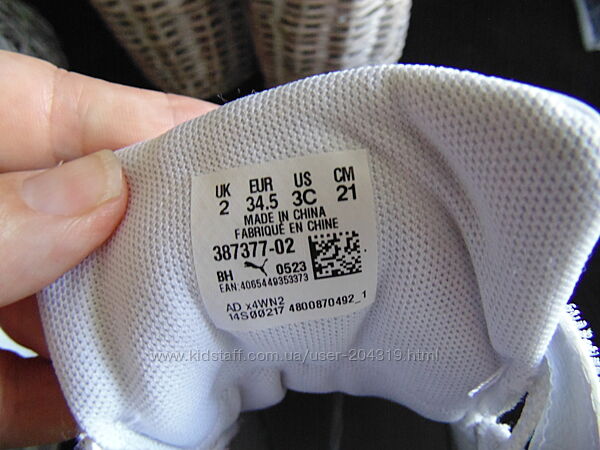 UK EUR US CM
2 34.5 3C 21
MADE IN CHINA
FABRIQUÉ EN CHINE
387377-02
BH 0523
EAN:4065449353373
AD x4WN2
14S00217 4800870492_1
www.kidstaff.com.ua/user-204319.html